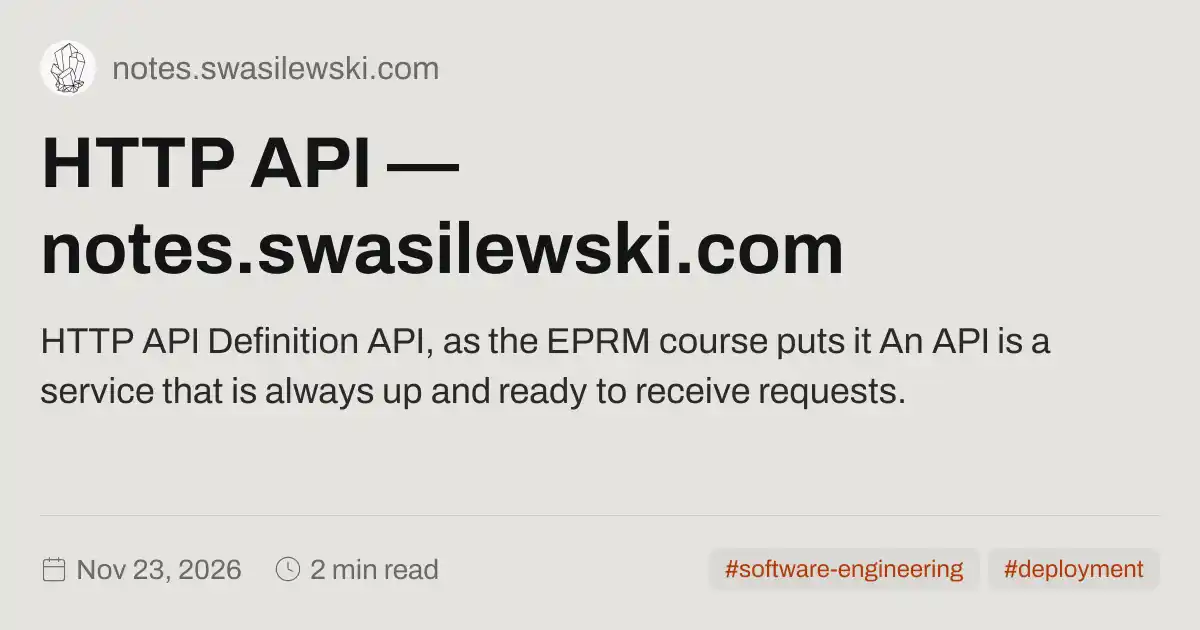 notes.swasilewski.com
HTTP API —
notes.swasilewski.com
HTTP API Definition API, as the EPRM course puts it An API is a
service that is always up and ready to receive requests.
Nov 23, 2026
2 min read
#software-engineering
#deployment